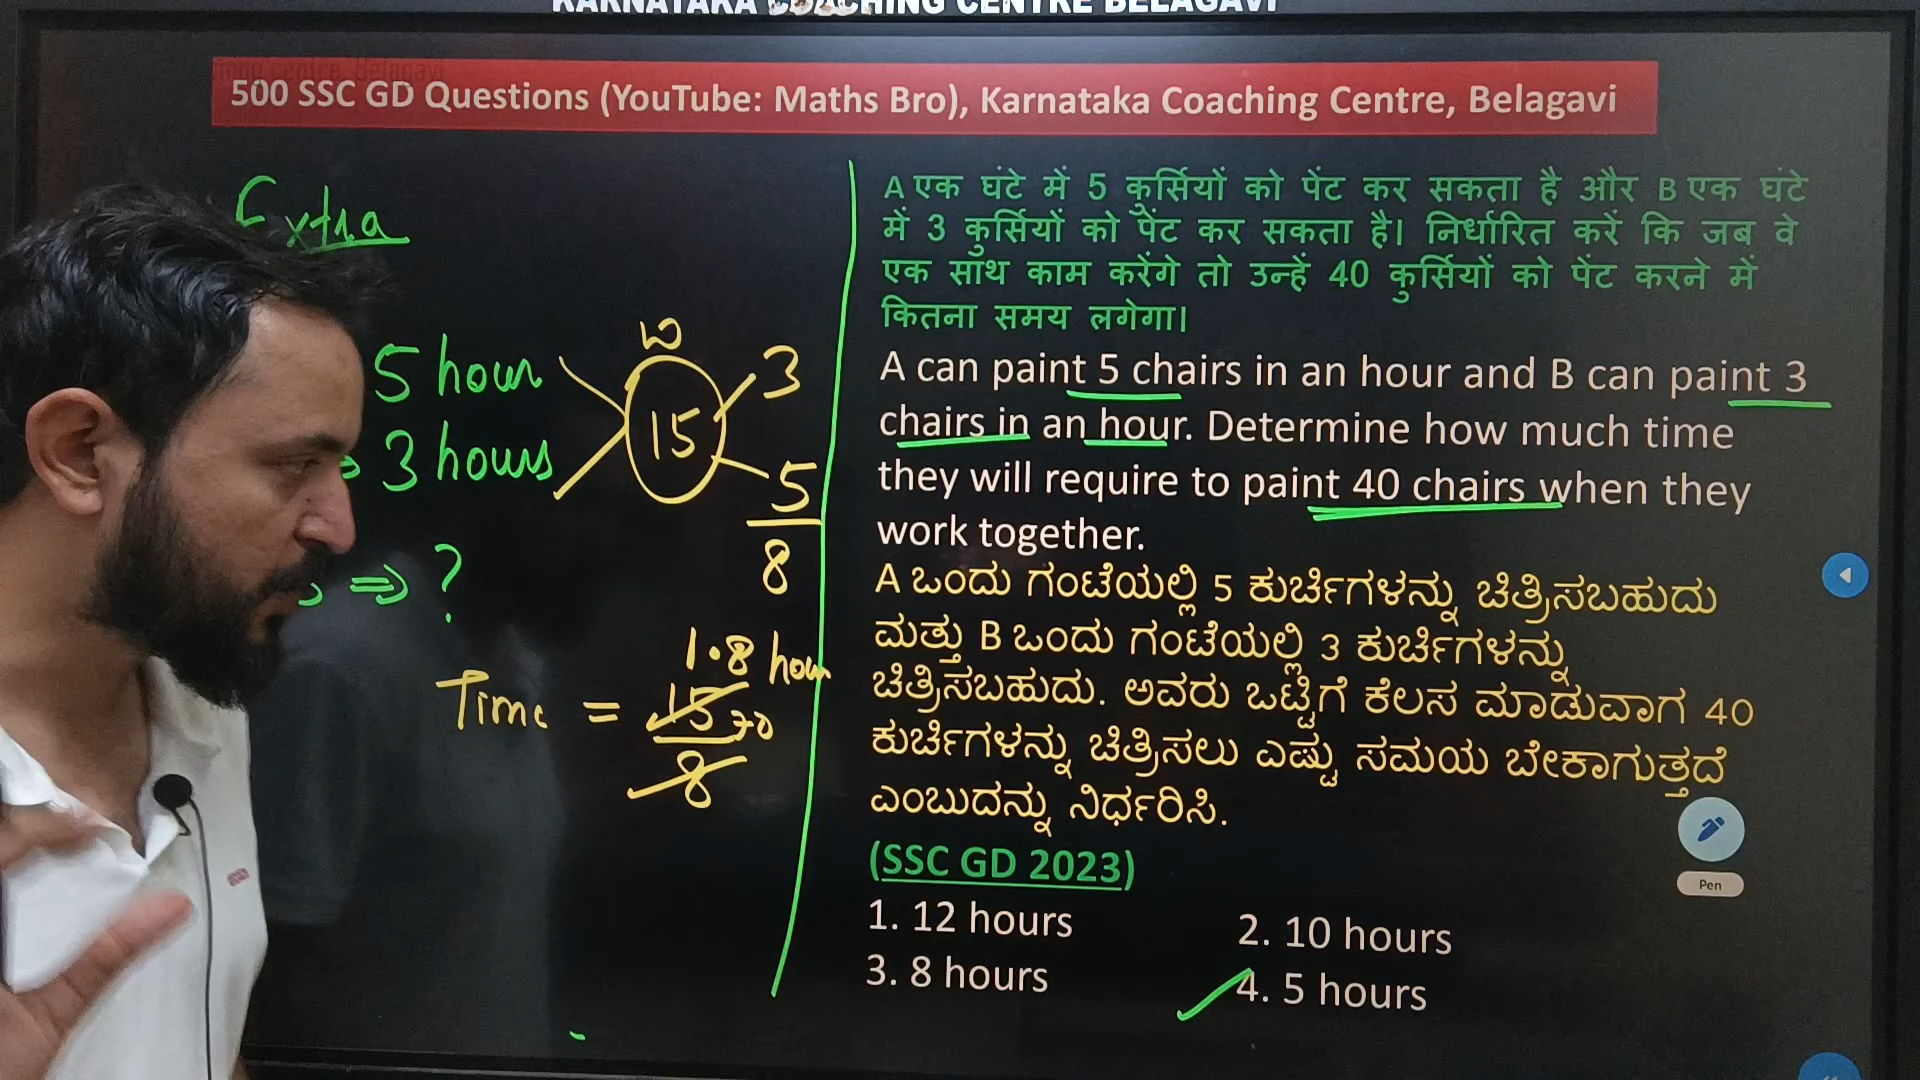 KARNATAKA COACHING CENTRE BELAGAVI
500 SSC GD Questions (YouTube: Maths Bro), Karnataka Coaching Centre, Belagavi
Extra
5 hour
3 hours
⇒ ?
W
15
3
5
8
Time =
1.8 hour
15
8
A एक घंटे में 5 कुर्सियों को पेंट कर सकता है और B एक घंटे
में 3 कुर्सियों को पेंट कर सकता है। निर्धारित करें कि जब वे
एक साथ काम करेंगे तो उन्हें 40 कुर्सियों को पेंट करने में
कितना समय लगेगा।
A can paint 5 chairs in an hour and B can paint 3
chairs in an hour. Determine how much time
they will require to paint 40 chairs when they
work together.
A ಒಂದು ಗಂಟೆಯಲ್ಲಿ 5 ಕುರ್ಚಿಗಳನ್ನು ಚಿತ್ರಿಸಬಹುದು
ಮತ್ತು B ಒಂದು ಗಂಟೆಯಲ್ಲಿ 3 ಕುರ್ಚಿಗಳನ್ನು
ಚಿತ್ರಿಸಬಹುದು. ಅವರು ಒಟ್ಟಿಗೆ ಕೆಲಸ ಮಾಡುವಾಗ 40
ಕುರ್ಚಿಗಳನ್ನು ಚಿತ್ರಿಸಲು ಎಷ್ಟು ಸಮಯ ಬೇಕಾಗುತ್ತದೆ
ಎಂಬುದನ್ನು ನಿರ್ಧರಿಸಿ.
(SSC GD 2023)
1. 12 hours
2. 10 hours
3. 8 hours
4. 5 hours
Pen